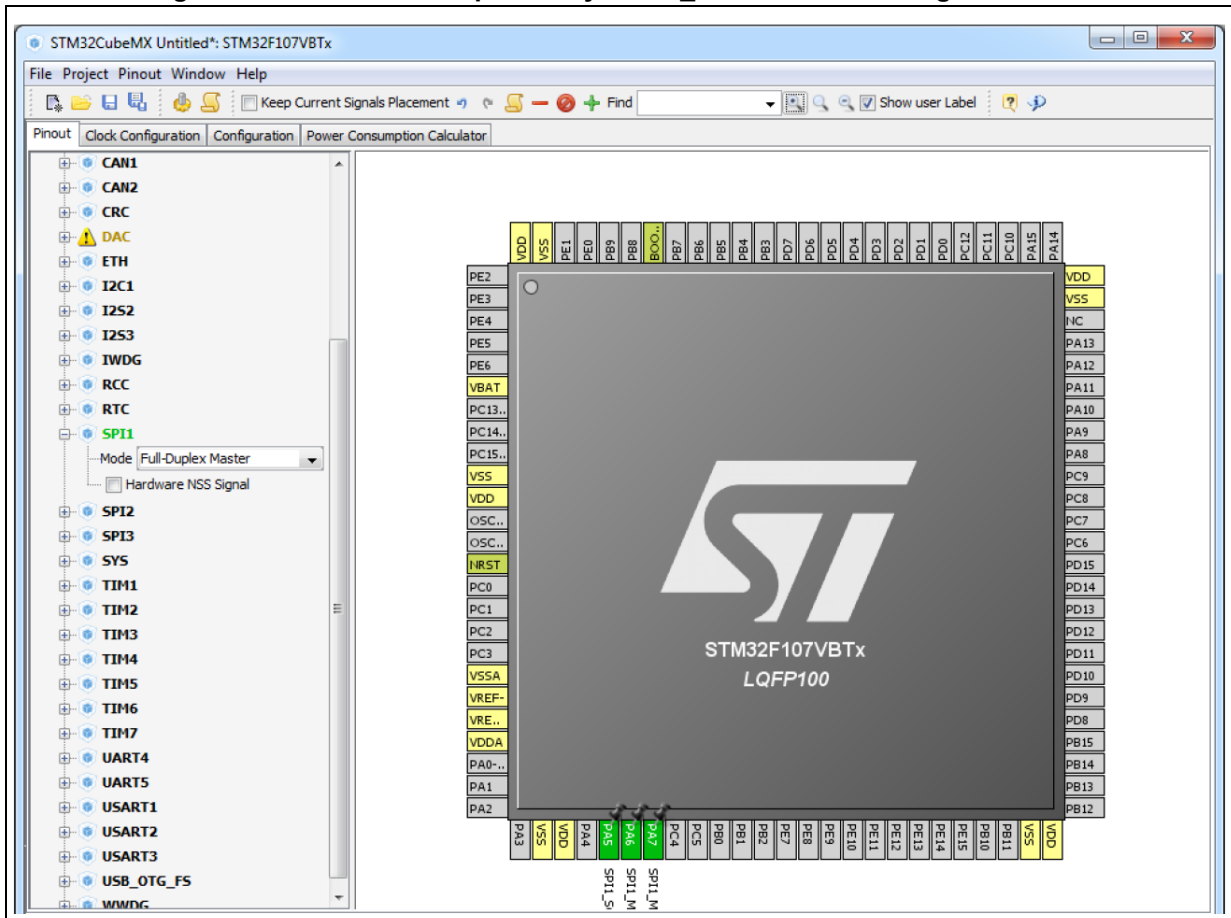 STM32CubeMX Untitled*: STM32F107VBTx
File Project Pinout Window Help
Keep Current Signals Placement Find Show user Label
Pinout Clock Configuration Configuration Power Consumption Calculator
CAN1
CAN2
CRC
DAC
ETH
I2C1
I2S2
I2S3
IWDG
RCC
RTC
SPI1
Mode Full-Duplex Master
Hardware NSS Signal
SPI2
SPI3
SYS
TIM1
TIM2
TIM3
TIM4
TIM5
TIM6
TIM7
UART4
UART5
USART1
USART2
USART3
USB_OTG_FS
WWDG
VDD VSS PE1 PE0 PB9 PB8 BOO.. PB7 PB6 PB5 PB4 PB3 PD7 PD6 PD5 PD4 PD3 PD2 PD1 PD0 PC12 PC11 PC10 PA15 PA14
PE2
PE3
PE4
PE5
PE6
VBAT
PC13..
PC14..
PC15..
VSS
VDD
OSC..
OSC..
NRST
PC0
PC1
PC2
PC3
VSSA
VREF-
VRE..
VDDA
PA0-..
PA1
PA2
ST
STM32F107VBTx
LQFP100
VDD
VSS
NC
PA13
PA12
PA11
PA10
PA9
PA8
PC9
PC8
PC7
PC6
PD15
PD14
PD13
PD12
PD11
PD10
PD9
PD8
PB15
PB14
PB13
PB12
PA3 VSS VDD PA4 PA5 PA6 PA7 PC4 PC5 PB0 PB1 PB2 PE7 PE8 PE9 PE10 PE11 PE12 PE13 PE14 PE15 PB10 PB11 VSS VDD
SPI1_M
SPI1_M